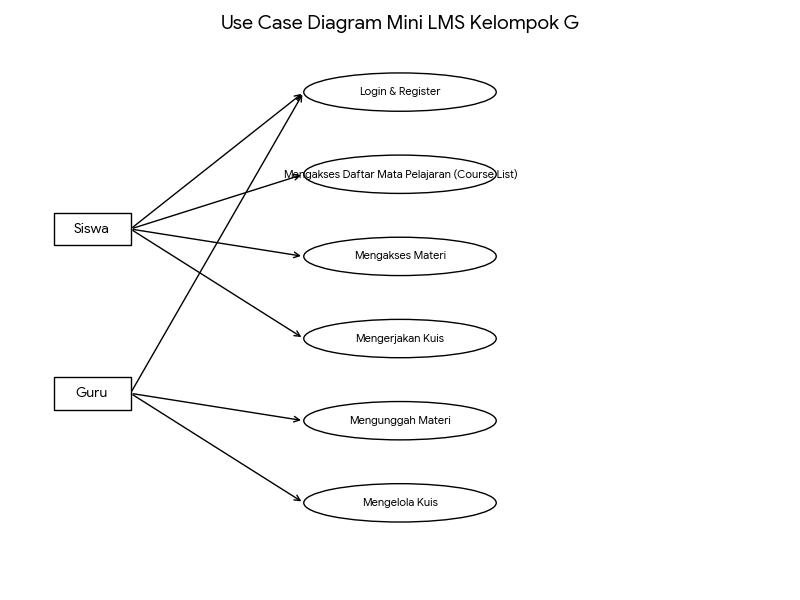 Use Case Diagram Mini LMS Kelompok G
Login & Register
Mengakses Daftar Mata Pelajaran (Course List)
Siswa
Mengakses Materi
Mengerjakan Kuis
Guru
Mengunggah Materi
Mengelola Kuis